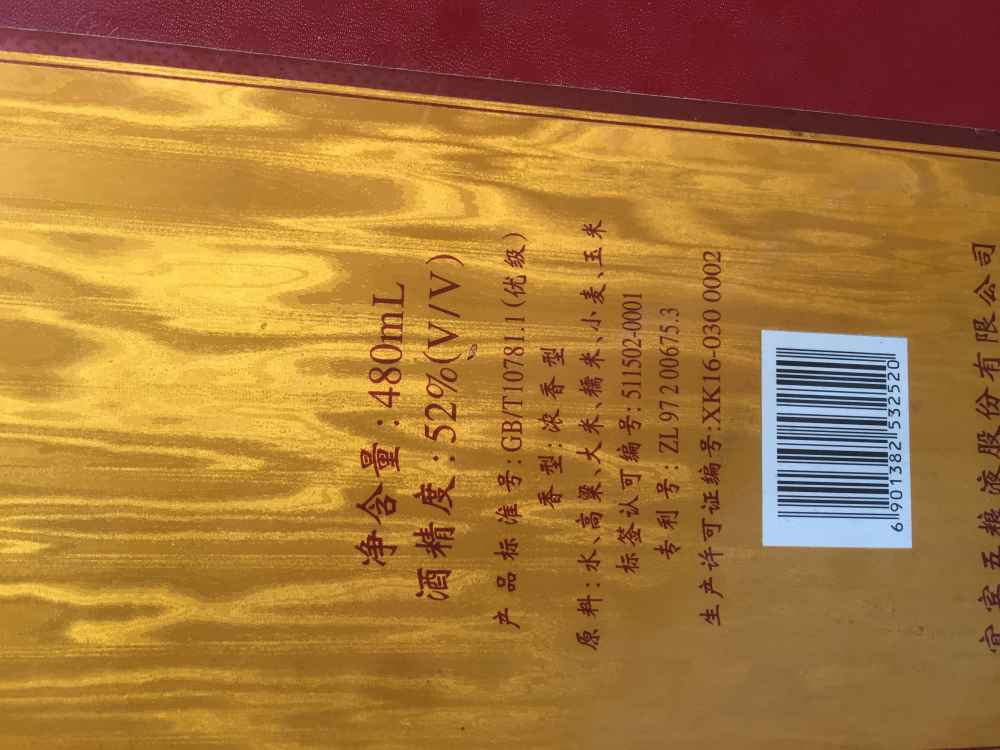 净含量:480mL
酒精度:52%(V/V)
产品标准号:GB/T10781.1(优级)
香型:浓香型
原料:水、高粱、大米、糯米、小麦、玉米
标签认可编号:511502-0001
专利号:ZL 97 2 00675.3
生产许可证编号:XK16-030 0002
6 901382 532520
宜宾五粮液股份有限公司